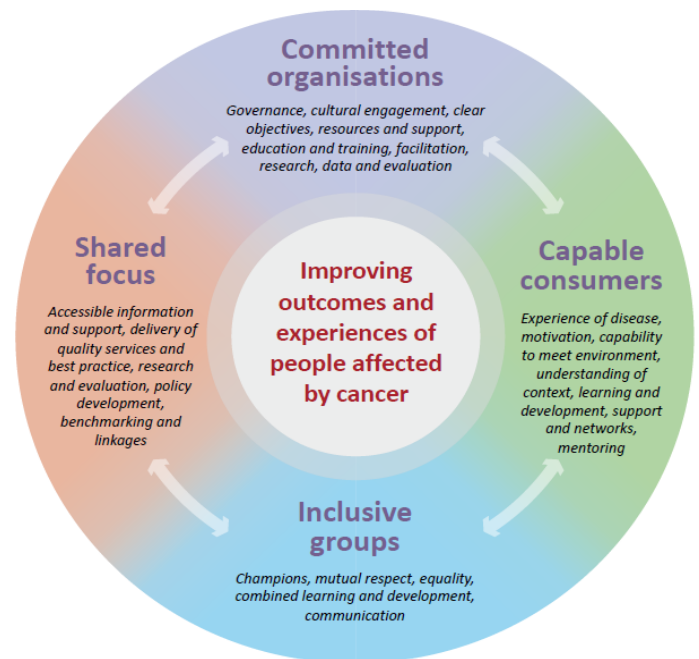 Committed
organisations
Governance, cultural engagement, clear
objectives, resources and support,
education and training, facilitation,
research, data and evaluation
Shared
focus
Accessible information
and support, delivery of
quality services and
best practice, research
and evaluation, policy
development,
benchmarking and
linkages
Improving
outcomes and
experiences of
people affected
by cancer
Capable
consumers
Experience of disease,
motivation, capability
to meet environment,
understanding of
context, learning and
development, support
and networks,
mentoring
Inclusive
groups
Champions, mutual respect, equality,
combined learning and development,
communication